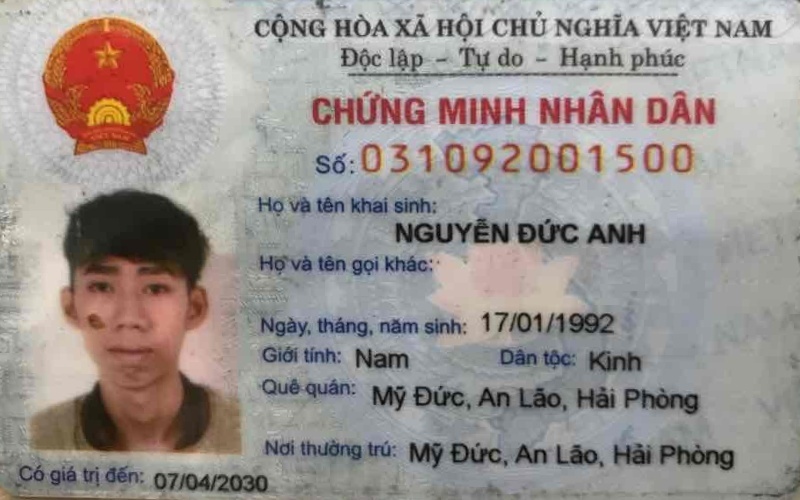 CỘNG HÒA XÃ HỘI CHỦ NGHĨA VIỆT NAM
Độc lập - Tự do - Hạnh phúc
CHỨNG MINH NHÂN DÂN
Số: 031092001500
Họ và tên khai sinh:
NGUYỄN ĐỨC ANH
Họ và tên gọi khác:
Ngày, tháng, năm sinh: 17/01/1992
Giới tính: Nam Dân tộc: Kinh
Quê quán: Mỹ Đức, An Lão, Hải Phòng
Nơi thường trú: Mỹ Đức, An Lão, Hải Phòng
Có giá trị đến: 07/04/2030